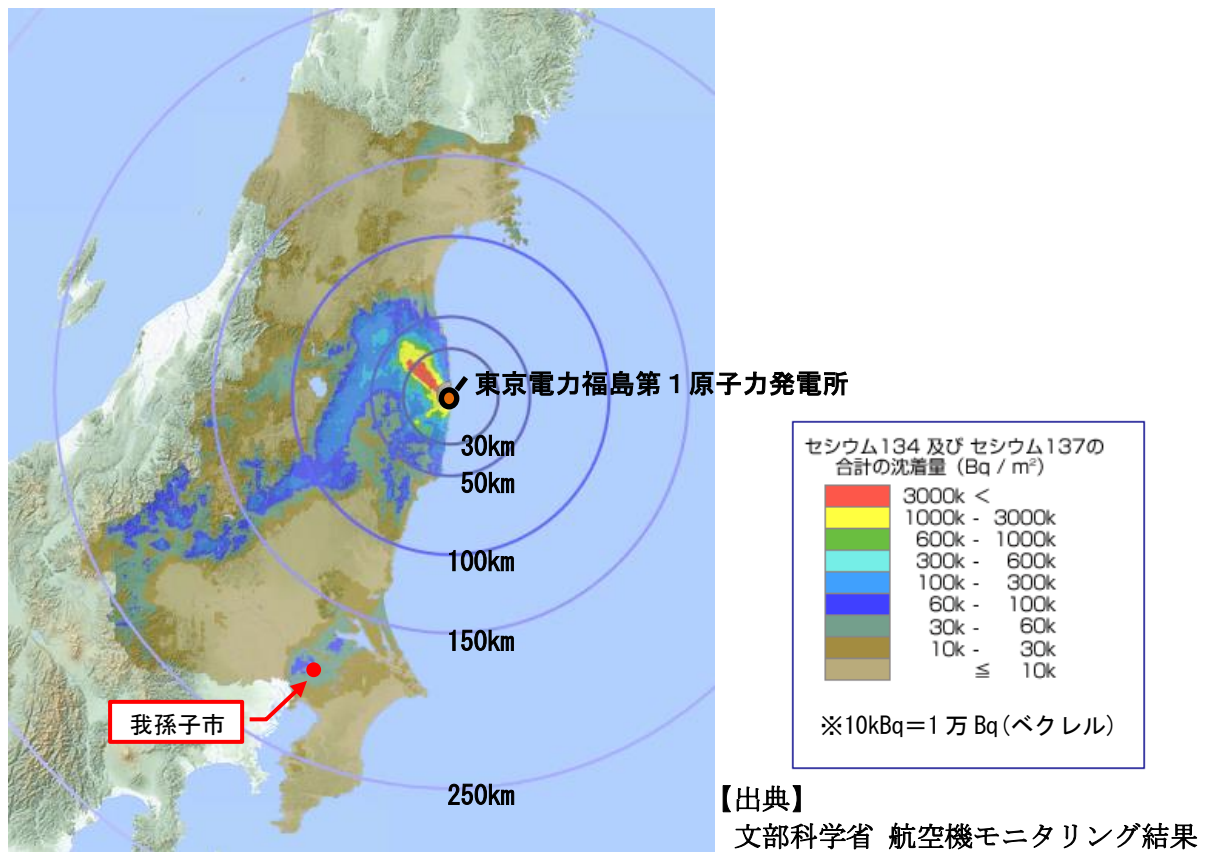 東京電力福島第１原子力発電所
30km
50km
100km
150km
250km
我孫子市
セシウム134 及び セシウム137の
合計の沈着量 (Bq / m²)
3000k <
1000k - 3000k
600k - 1000k
300k - 600k
100k - 300k
60k - 100k
30k - 60k
10k - 30k
≦ 10k
※10kBq＝1 万 Bq(ベクレル)
【出典】
文部科学省 航空機モニタリング結果